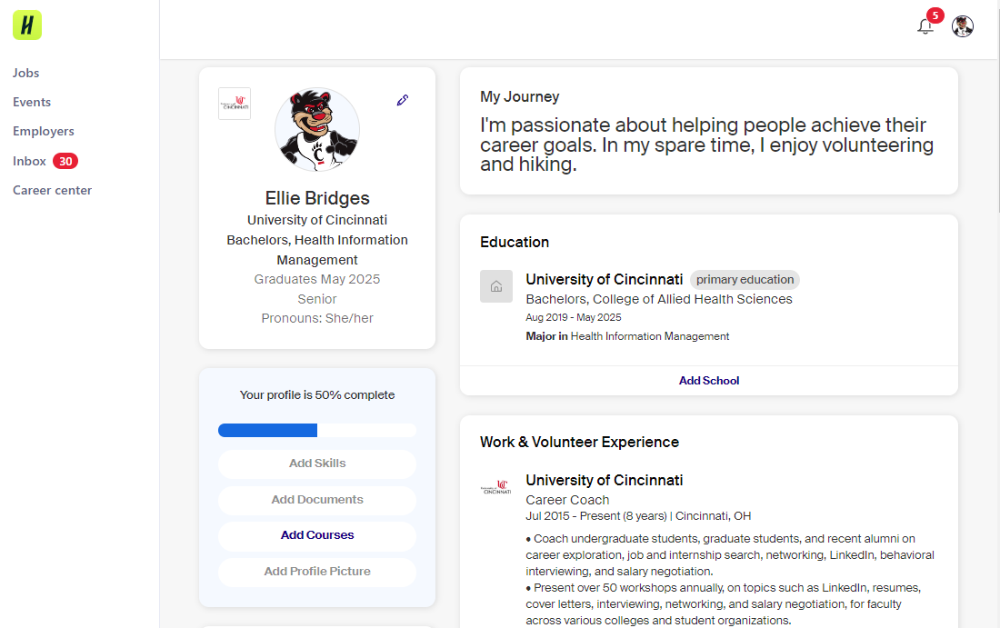 H
Jobs
Events
Employers
Inbox 30
Career center
5
CINCINNATI
C
Ellie Bridges
University of Cincinnati
Bachelors, Health Information
Management
Graduates May 2025
Senior
Pronouns: She/her
Your profile is 50% complete
Add Skills
Add Documents
Add Courses
Add Profile Picture
My Journey
I'm passionate about helping people achieve their
career goals. In my spare time, I enjoy volunteering
and hiking.
Education
University of Cincinnati primary education
Bachelors, College of Allied Health Sciences
Aug 2019 - May 2025
Major in Health Information Management
Add School
Work & Volunteer Experience
CINCINNATI
University of Cincinnati
Career Coach
Jul 2015 - Present (8 years) | Cincinnati, OH
• Coach undergraduate students, graduate students, and recent alumni on
career exploration, job and internship search, networking, LinkedIn, behavioral
interviewing, and salary negotiation.
• Present over 50 workshops annually, on topics such as LinkedIn, resumes,
cover letters, interviewing, networking, and salary negotiation, for faculty
across various colleges and student organizations.